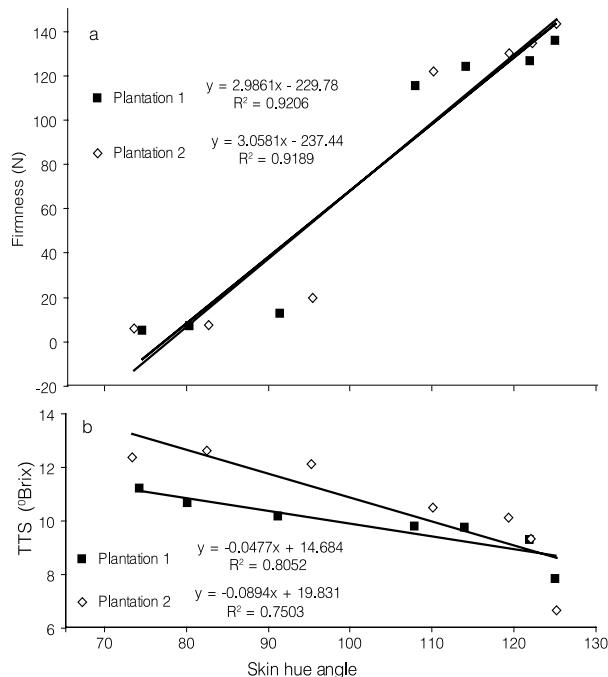 a
140
120
100
80
60
40
20
0
-20
Firmness (N)
Plantation 1 y = 2.9861x - 229.78
R² = 0.9206
Plantation 2 y = 3.0581x - 237.44
R² = 0.9189
b
14
12
10
8
6
TTS (⁰Brix)
Plantation 1 y = -0.0477x + 14.684
R² = 0.8052
Plantation 2 y = -0.0894x + 19.831
R² = 0.7503
70 80 90 100 110 120 130
Skin hue angle